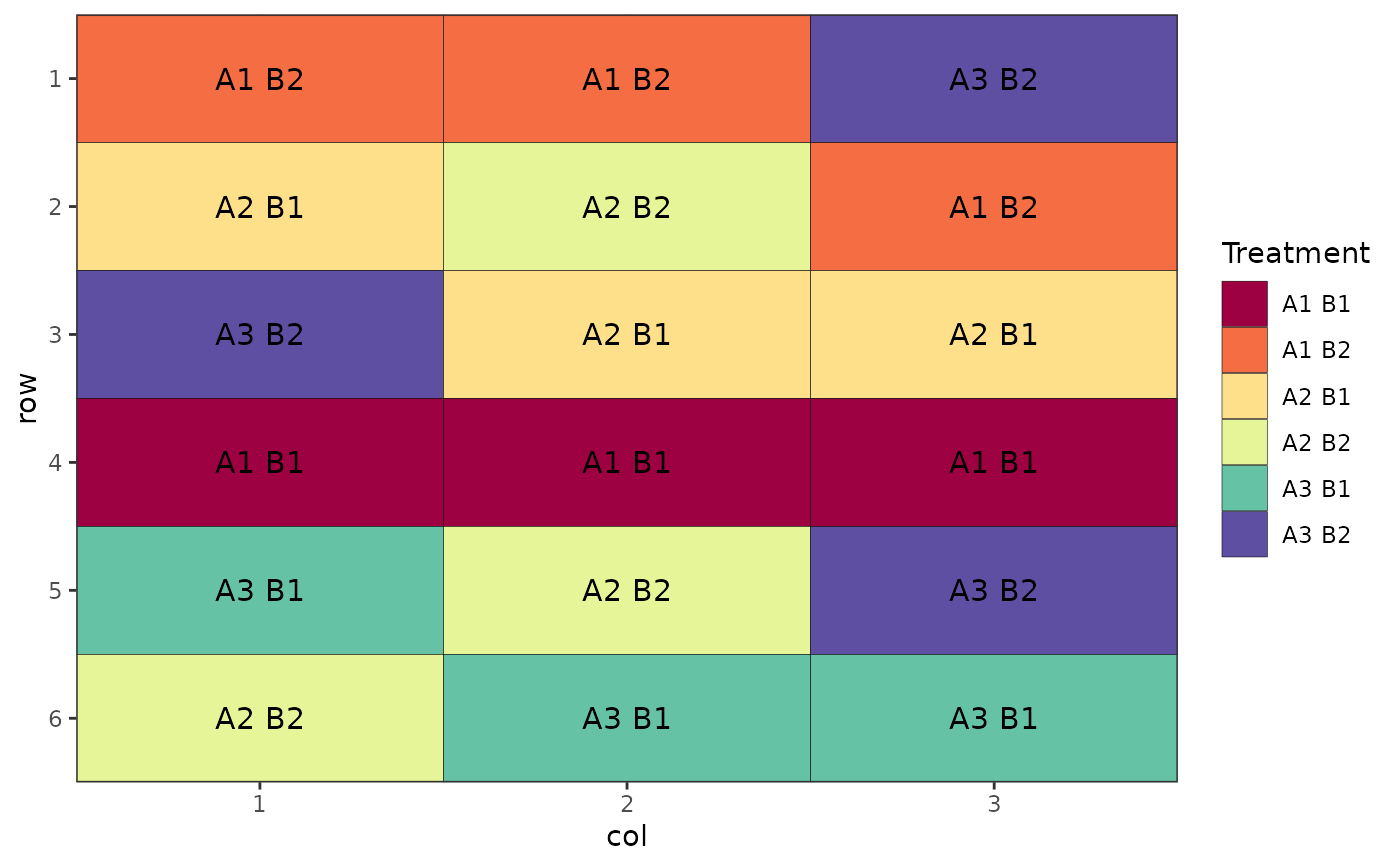 1 A1 B2 A1 B2 A3 B2
2 A2 B1 A2 B2 A1 B2
3 A3 B2 A2 B1 A2 B1
4 A1 B1 A1 B1 A1 B1
5 A3 B1 A2 B2 A3 B2
6 A2 B2 A3 B1 A3 B1
row
1 2 3
col
Treatment
A1 B1
A1 B2
A2 B1
A2 B2
A3 B1
A3 B2